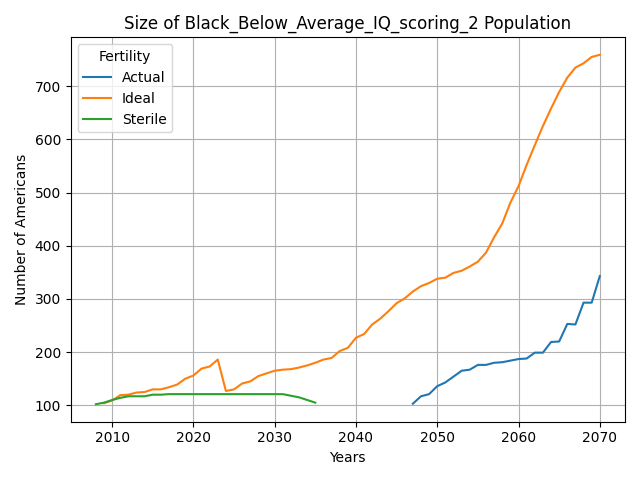 Size of Black_Below_Average_IQ_scoring_2 Population
Fertility
Actual
Ideal
Sterile
Number of Americans
700
600
500
400
300
200
100
2010 2020 2030 2040 2050 2060 2070
Years